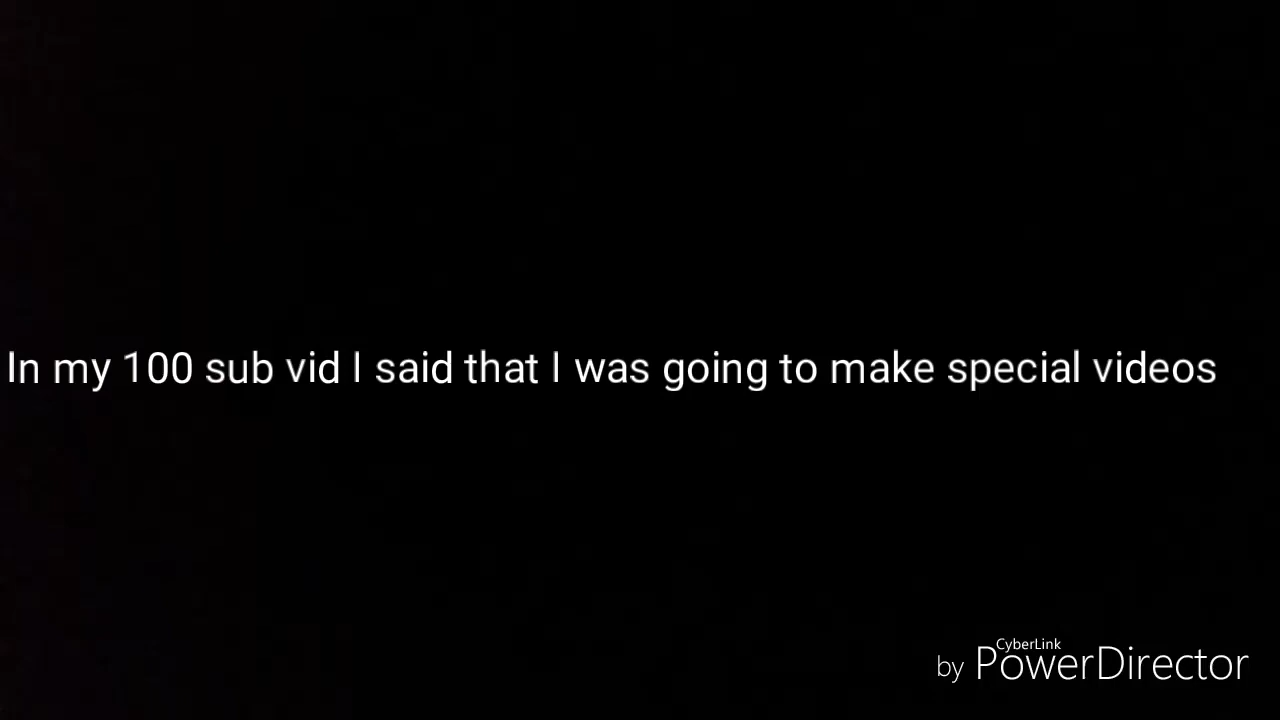 In my 100 sub vid I said that I was going to make special videos
CyberLink
by PowerDirector